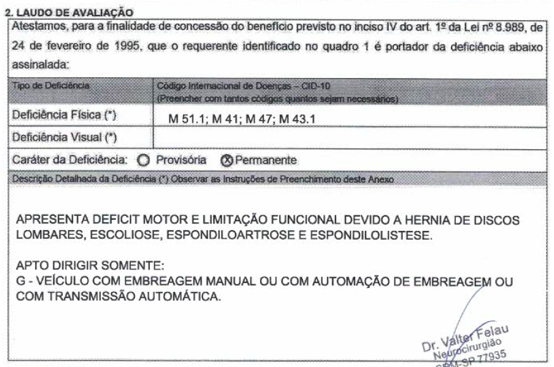 2. LAUDO DE AVALIAÇÃO
Atestamos, para a finalidade de concessão do benefício previsto no inciso IV do art. 1º da Lei nº 8.989, de
24 de fevereiro de 1995, que o requerente identificado no quadro 1 é portador da deficiência abaixo
assinalada:
Tipo de Deficiência
Código Internacional de Doenças – CID-10
(Preencher com tantos códigos quantos sejam necessários)
Deficiência Física (*)
M 51.1; M 41; M 47; M 43.1
Deficiência Visual (*)
Caráter da Deficiência: Provisória Permanente
Descrição Detalhada da Deficiência (*) Observar as Instruções de Preenchimento deste Anexo
APRESENTA DEFICIT MOTOR E LIMITAÇÃO FUNCIONAL DEVIDO A HERNIA DE DISCOS
LOMBARES, ESCOLIOSE, ESPONDILOARTROSE E ESPONDILOLISTESE.
APTO DIRIGIR SOMENTE:
G - VEÍCULO COM EMBREAGEM MANUAL OU COM AUTOMAÇÃO DE EMBREAGEM OU
COM TRANSMISSÃO AUTOMÁTICA.
Dr. Valter Felau
Neurocirurgião
CRM-SP 77935